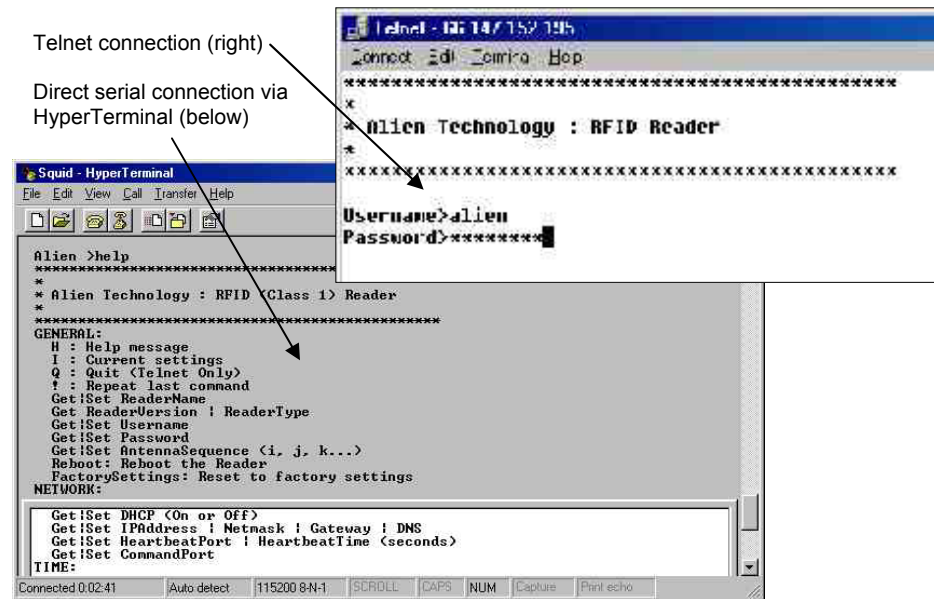 Telnet connection (right)
Direct serial connection via
HyperTerminal (below)
Telnet - 147.152.195
Connect Edit Terminal Help
***********************************************
*
* Alien Technology : RFID Reader
*
***********************************************
Username>alien
Password>********
Squid - HyperTerminal
File Edit View Call Transfer Help
Alien >help
*
* Alien Technology : RFID (Class 1) Reader
*
************************************************
GENERAL:
H : Help message
I : Current settings
Q : Quit (Telnet Only)
! : Repeat last command
Get|Set ReaderName
Get ReaderVersion | ReaderType
Get|Set Username
Get|Set Password
Get|Set AntennaSequence (i, j, k...)
Reboot: Reboot the Reader
FactorySettings: Reset to factory settings
NETWORK:
Get|Set DHCP (On or Off)
Get|Set IPAddress | Netmask | Gateway | DNS
Get|Set HeartbeatPort | HeartbeatTime (seconds)
Get|Set CommandPort
TIME:
Connected 0:02:41 Auto detect 115200 8-N-1 SCROLL CAPS NUM Capture Print echo